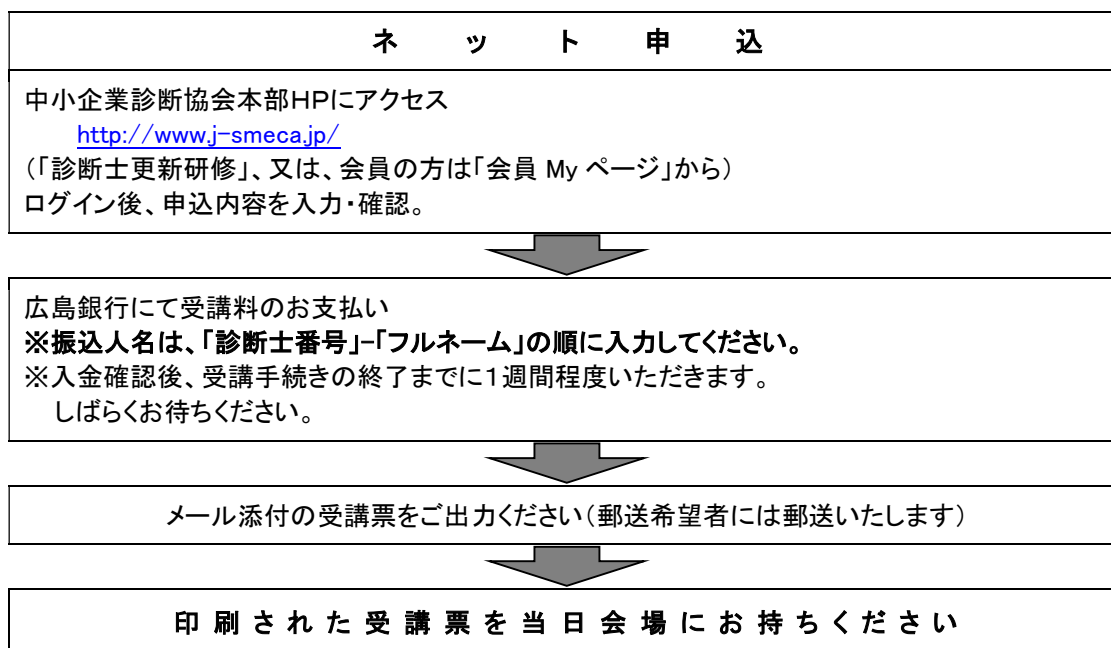 ネット申込
中小企業診断協会本部HPにアクセス
http://www.j-smeca.jp/
（「診断士更新研修」、又は、会員の方は「会員 My ページ」から）
ログイン後、申込内容を入力・確認。
広島銀行にて受講料のお支払い
※振込人名は、「診断士番号」-「フルネーム」の順に入力してください。
※入金確認後、受講手続きの終了までに1週間程度いただきます。
しばらくお待ちください。
メール添付の受講票をご出力ください（郵送希望者には郵送いたします）
印刷された受講票を当日会場にお持ちください